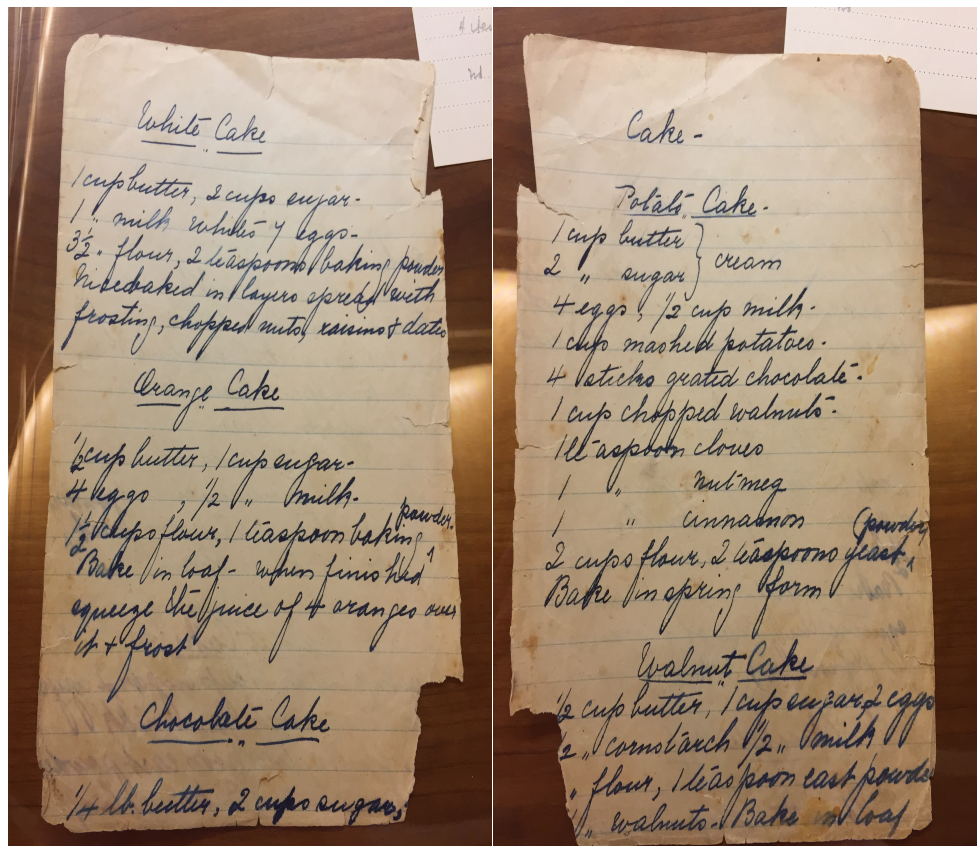 White Cake
1 cup butter, 2 cups sugar-
1 " milk whites 7 eggs-
3 1/2 " flour, 2 teaspoons baking powder
Nice baked in layers spread with
frosting, chopped nuts, raisins & dates
Orange Cake
1/2 cup butter, 1 cup sugar-
4 eggs, 1/2 " milk-
1 1/2 cups flour, 1 teaspoon baking powder.
Bake in loaf- when finished
squeeze the juice of 4 oranges over
it & frost
Chocolate Cake
1/4 lb. butter, 2 cups sugar,
Cake-
Potato Cake-
1 cup butter
2 " sugar } cream
4 eggs, 1/2 cup milk-
1 cup mashed potatoes-
4 sticks grated chocolate-
1 cup chopped walnuts-
1 teaspoon cloves
1 " nutmeg
1 " cinnamon
2 cups flour, 2 teaspoons yeast (powder
Bake in spring form
Walnut Cake
1/2 cup butter, 1 cup sugar, 2 eggs
2 " cornstarch 1/2 " milk
" flour, 1 teaspoon east powder
1 " walnuts- Bake in loaf